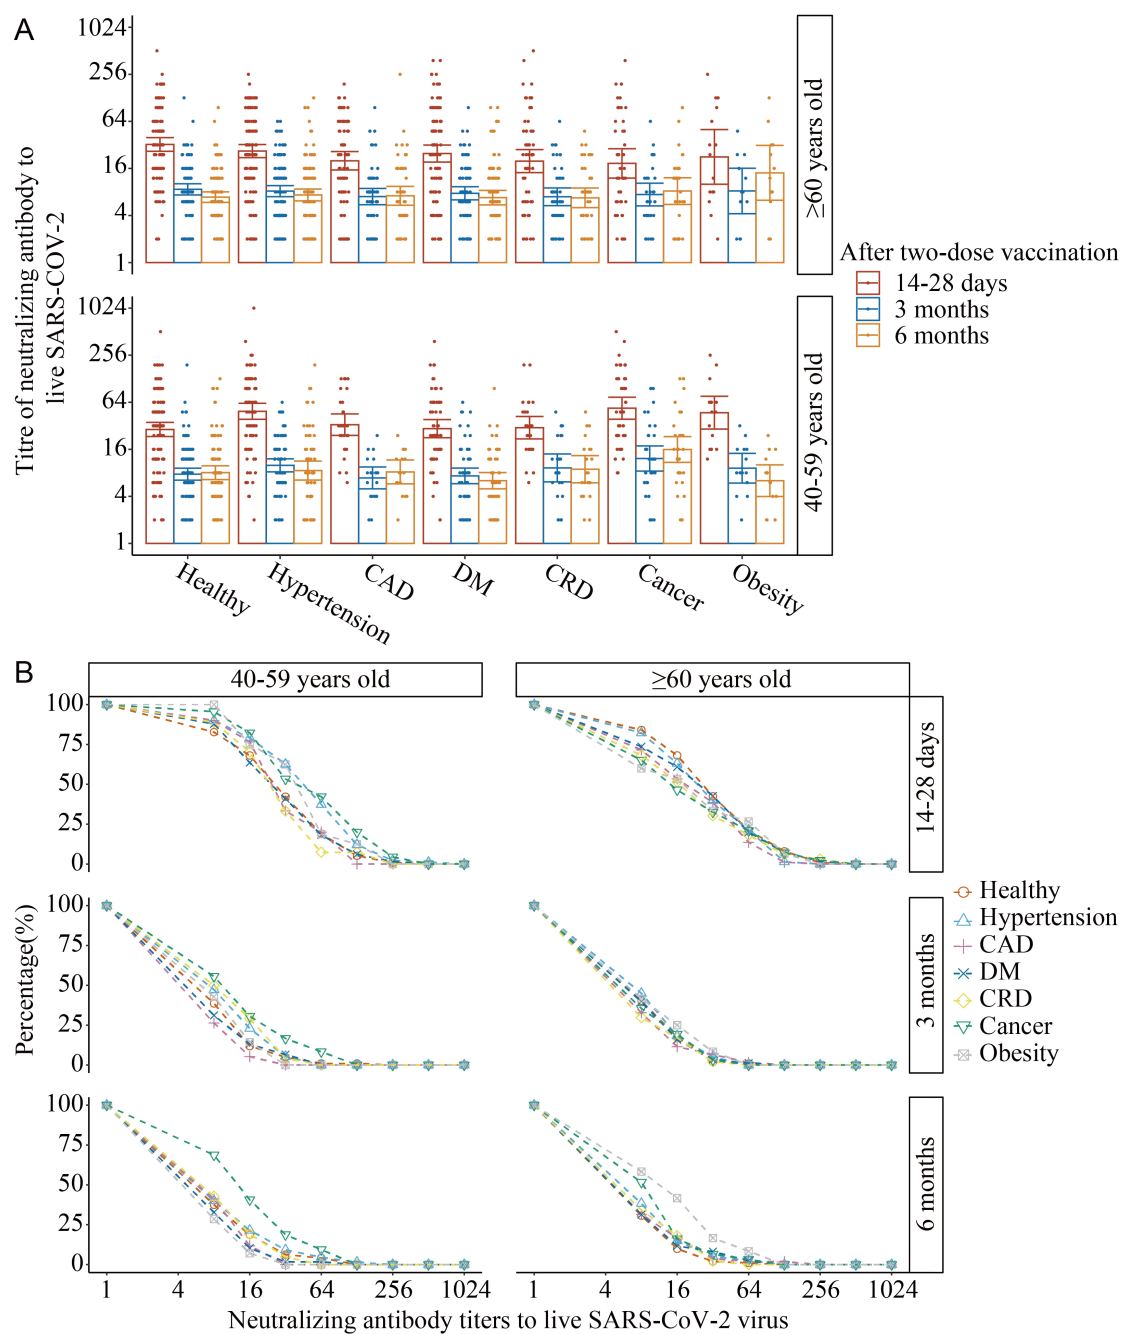 A
Titre of neutralizing antibody to
live SARS-COV-2
1024
256
64
16
4
1
≥60 years old
1024
256
64
16
4
1
40-59 years old
Healthy
Hypertension
CAD
DM
CRD
Cancer
Obesity
After two-dose vaccination
14-28 days
3 months
6 months
B
40-59 years old
≥60 years old
Percentage(%)
100
75
50
25
0
14-28 days
100
75
50
25
0
3 months
100
75
50
25
0
6 months
1 4 16 64 256 1024
1 4 16 64 256 1024
Neutralizing antibody titers to live SARS-CoV-2 virus
Healthy
Hypertension
CAD
DM
CRD
Cancer
Obesity